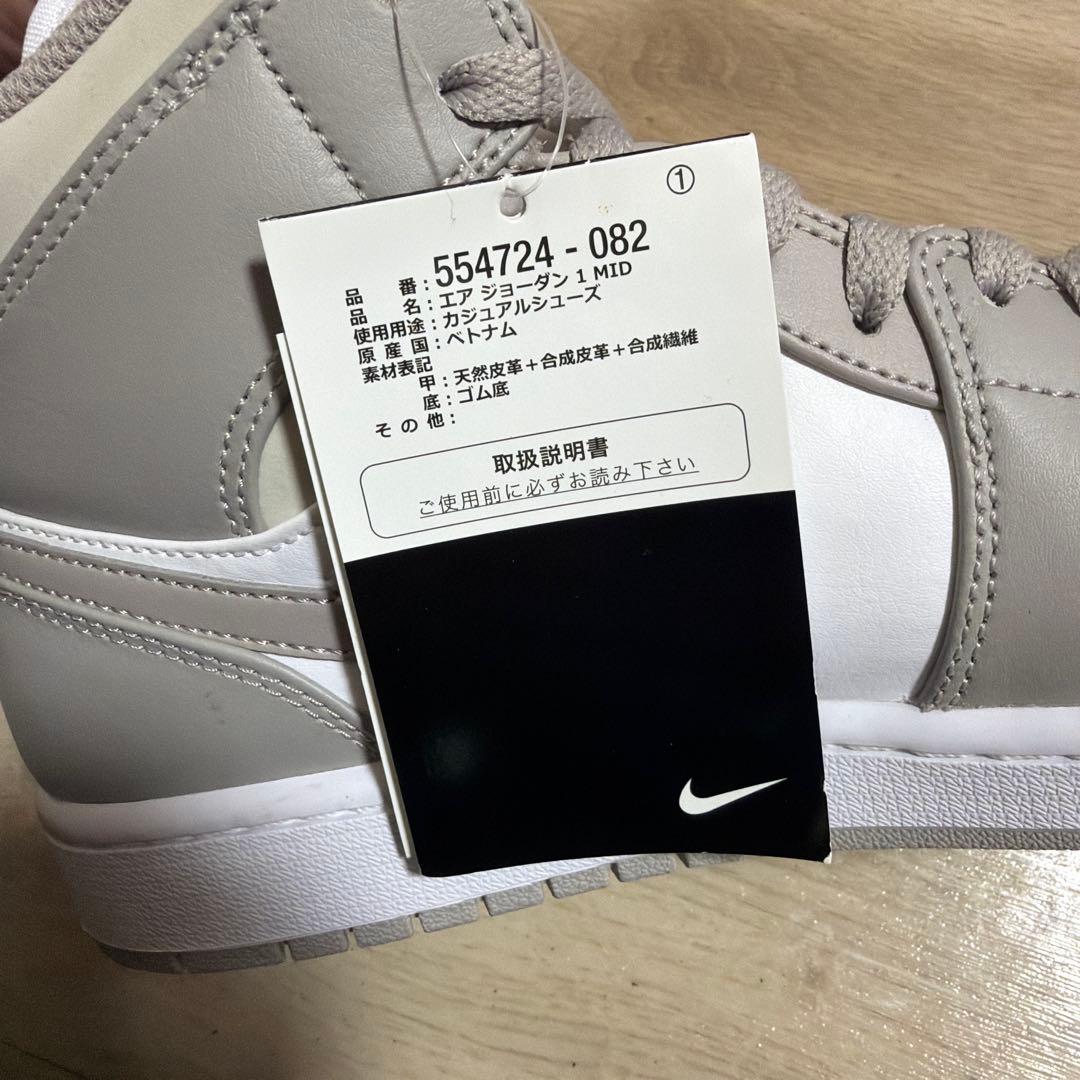 ①
品 番：554724 - 082
品 名：エア ジョーダン 1 MID
使用用途：カジュアルシューズ
原 産 国：ベトナム
素材表記
甲：天然皮革＋合成皮革＋合成繊維
底：ゴム底
そ の 他：
取扱説明書
ご使用前に必ずお読み下さい